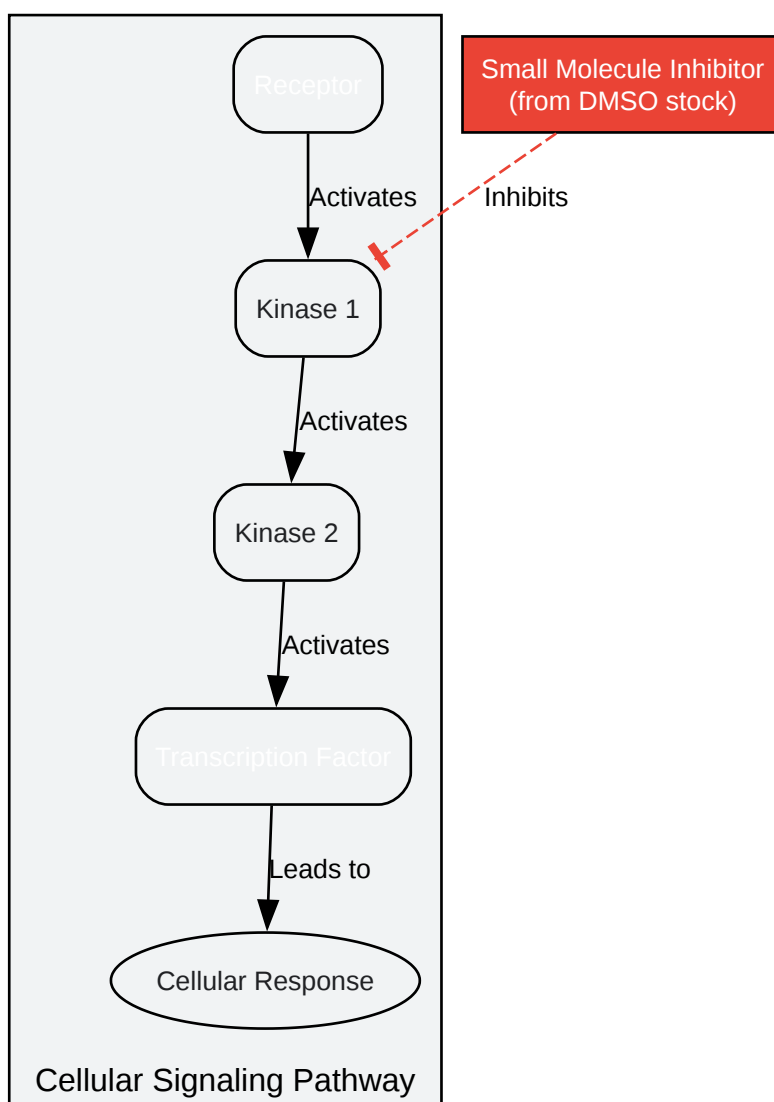 Receptor
Small Molecule Inhibitor
(from DMSO stock)
Activates
Inhibits
Kinase 1
Activates
Kinase 2
Activates
Transcription Factor
Leads to
Cellular Response
Cellular Signaling Pathway